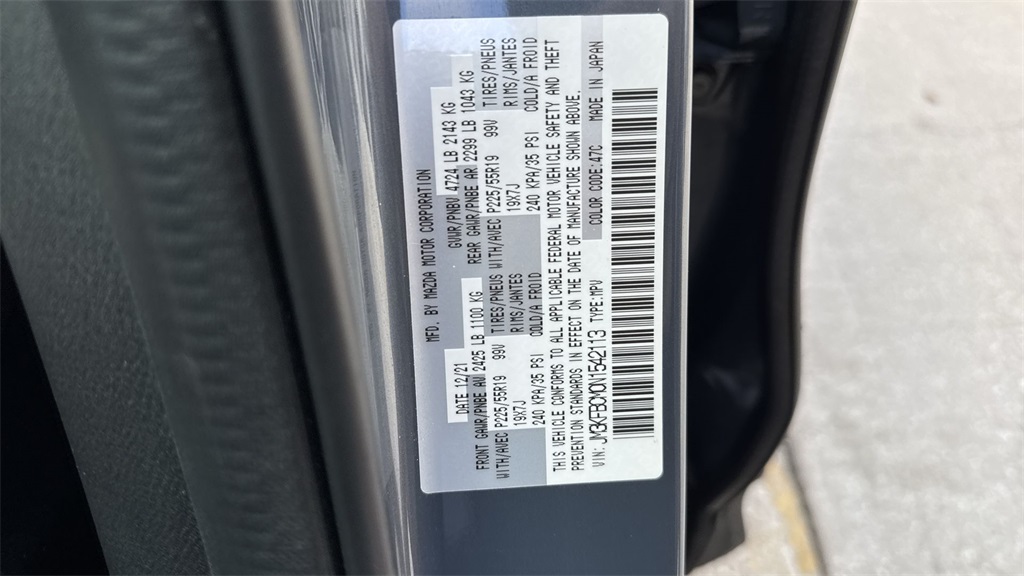 MFD. BY MAZDA MOTOR CORPORATION
DATE 12/21 GVWR/PNBV 4724 LB 2143 KG
FRONT GAWR/PNBE AV 2425 LB 1100 KG REAR GAWR/PNBE AR 2299 LB 1043 KG
WITH/AVEC P225/55R19 99V TIRES/PNEUS WITH/AVEC P225/55R19 99V TIRES/PNEUS
19X7J RIMS/JANTES 19X7J RIMS/JANTES
240 KPA/35 PSI COLD/A FROID 240 KPA/35 PSI COLD/A FROID
THIS VEHICLE CONFORMS TO ALL APPLICABLE FEDERAL MOTOR VEHICLE SAFETY AND THEFT
PREVENTION STANDARDS IN EFFECT ON THE DATE OF MANUFACTURE SHOWN ABOVE.
VIN: JM3KFBCM0N1542113 TYPE:MPV COLOR CODE:47C MADE IN JAPAN